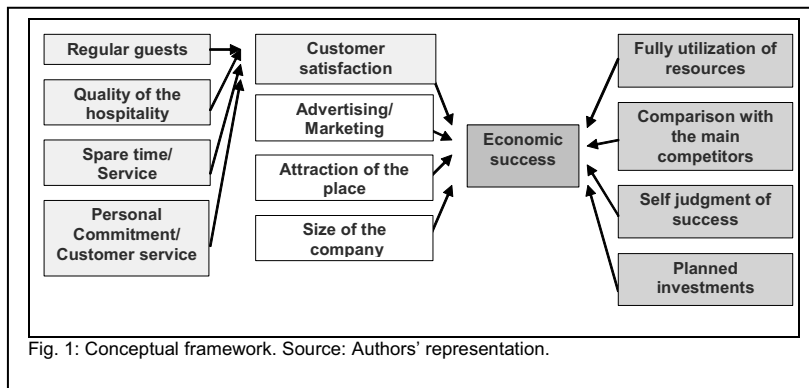 Regular guests
Quality of the
hospitality
Spare time/
Service
Personal
Commitment/
Customer service
Customer
satisfaction
Advertising/
Marketing
Attraction of the
place
Size of the
company
Economic
success
Fully utilization of
resources
Comparison with
the main
competitors
Self judgment of
success
Planned
investments
Fig. 1: Conceptual framework. Source: Authors’ representation.